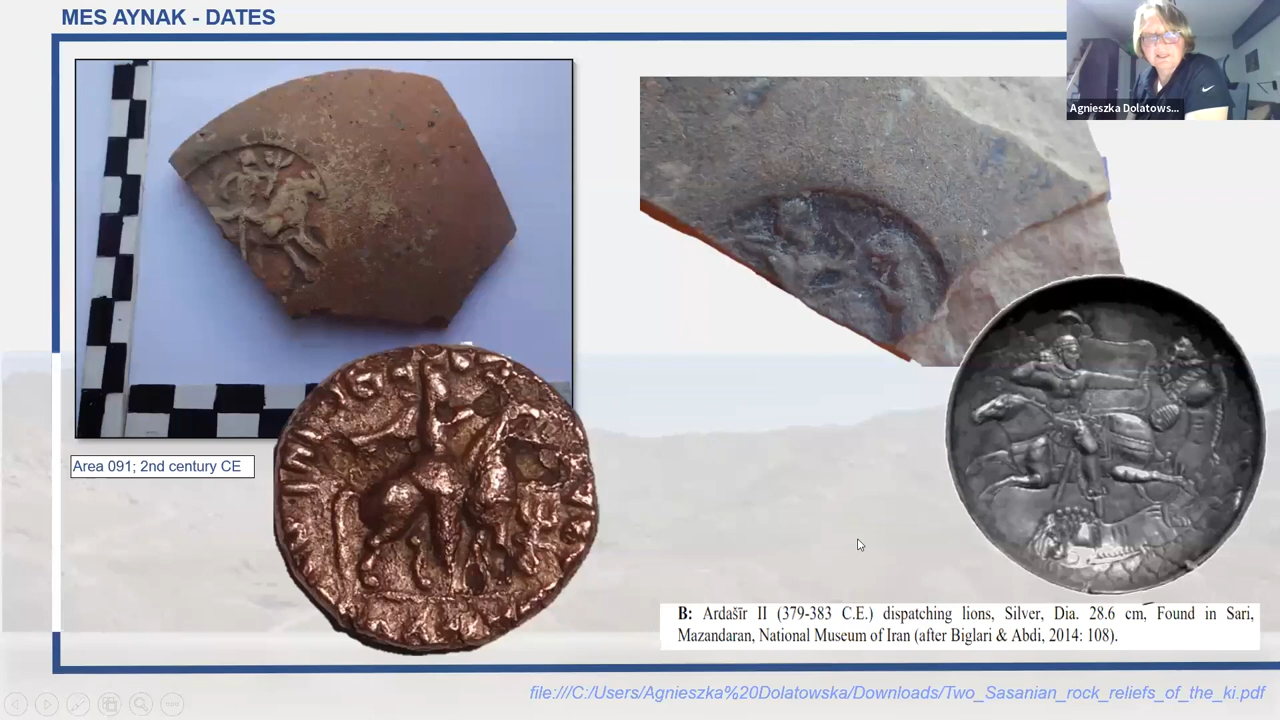 MES AYNAK - DATES
Agnieszka Dolatows...
Area 091; 2nd century CE
B: Ardašīr II (379-383 C.E.) dispatching lions, Silver, Dia. 28.6 cm, Found in Sari,
Mazandaran, National Museum of Iran (after Biglari & Abdi, 2014: 108).
file:///C:/Users/Agnieszka%20Dolatowska/Downloads/Two_Sasanian_rock_reliefs_of_the_ki.pdf